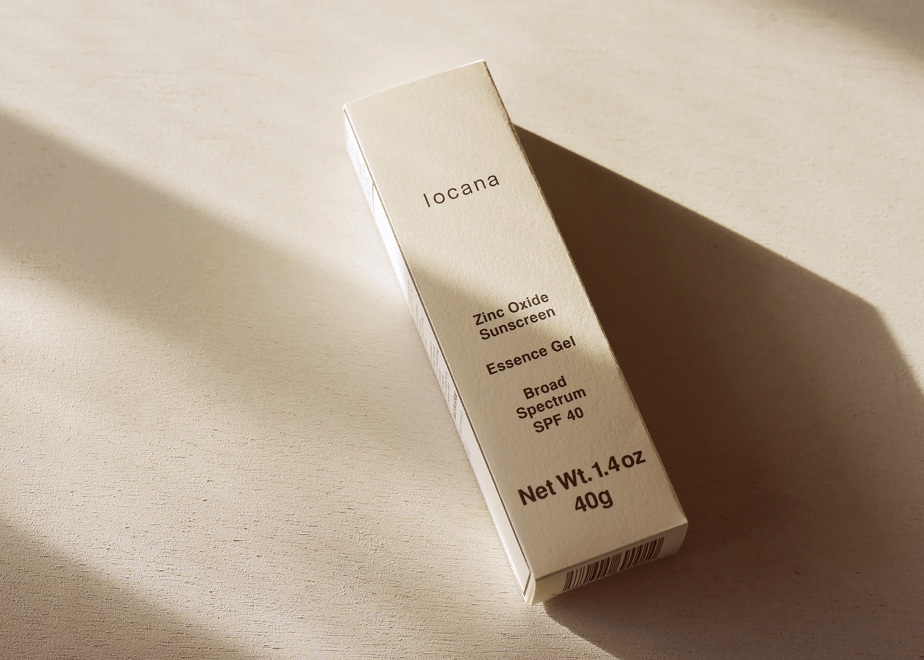 locana
Zinc Oxide
Sunscreen
Essence Gel
Broad
Spectrum
SPF 40
Net Wt. 1.4 oz
40g